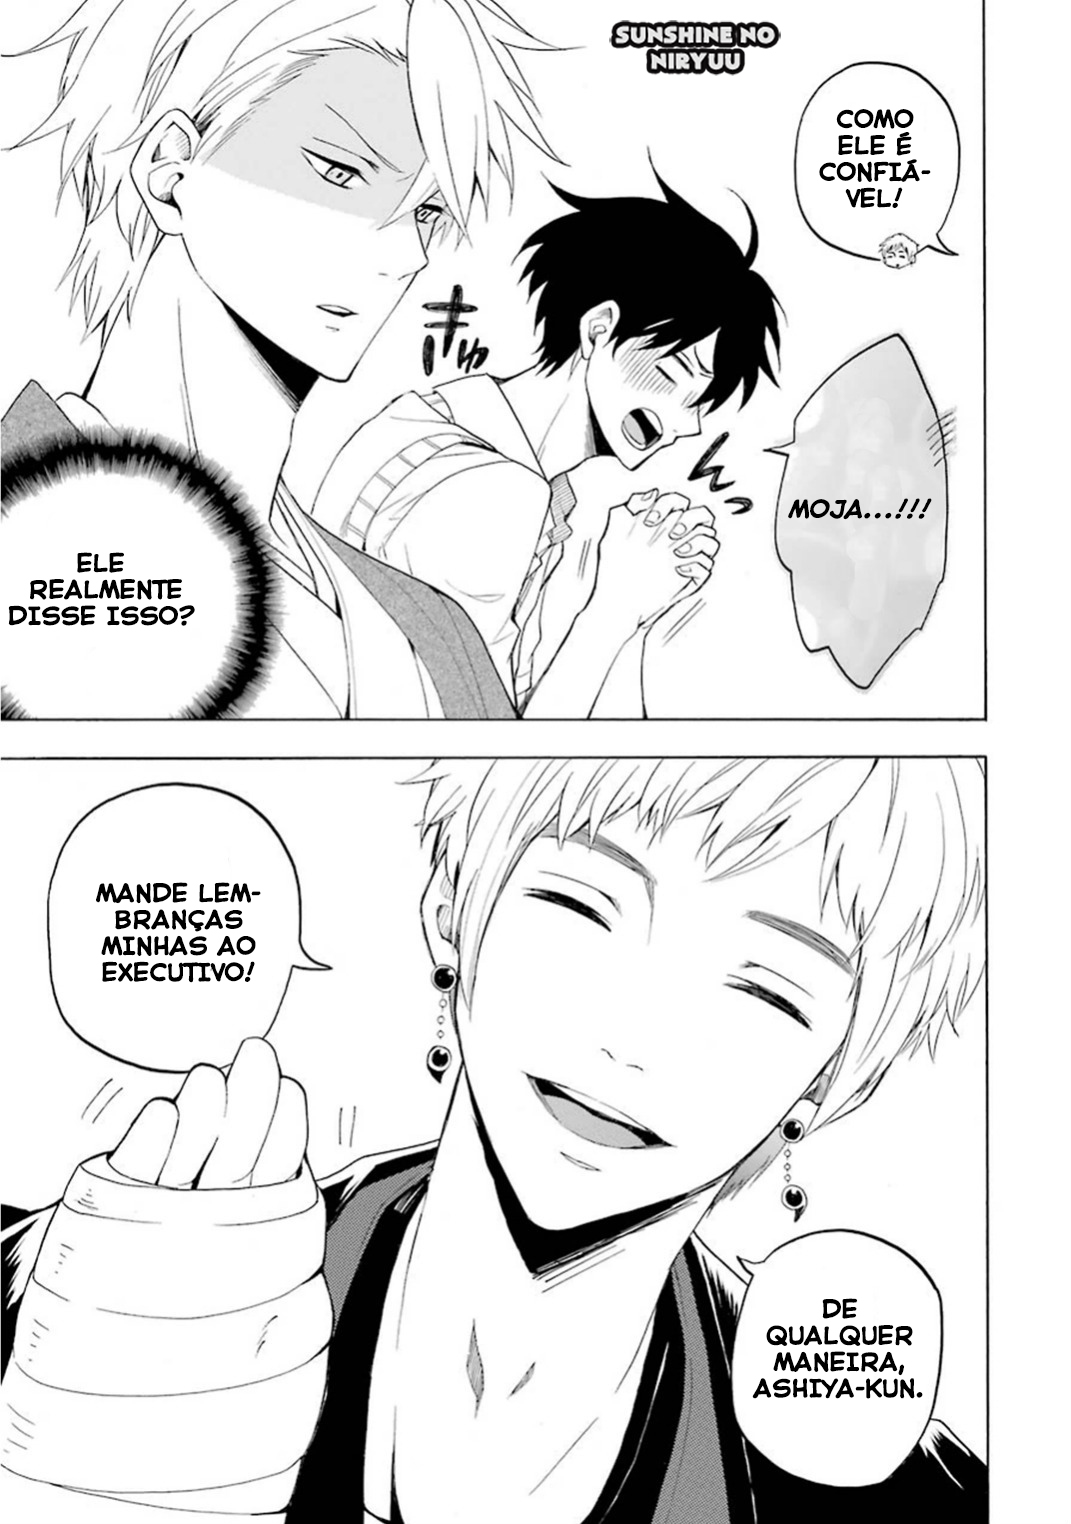 SUNSHINE NO
NIRYUU
COMO
ELE É
CONFIÁ-
VEL!
MOJA...!!!
ELE
REALMENTE
DISSE ISSO?
MANDE LEM-
BRANÇAS
MINHAS AO
EXECUTIVO!
DE
QUALQUER
MANEIRA,
ASHIYA-KUN.